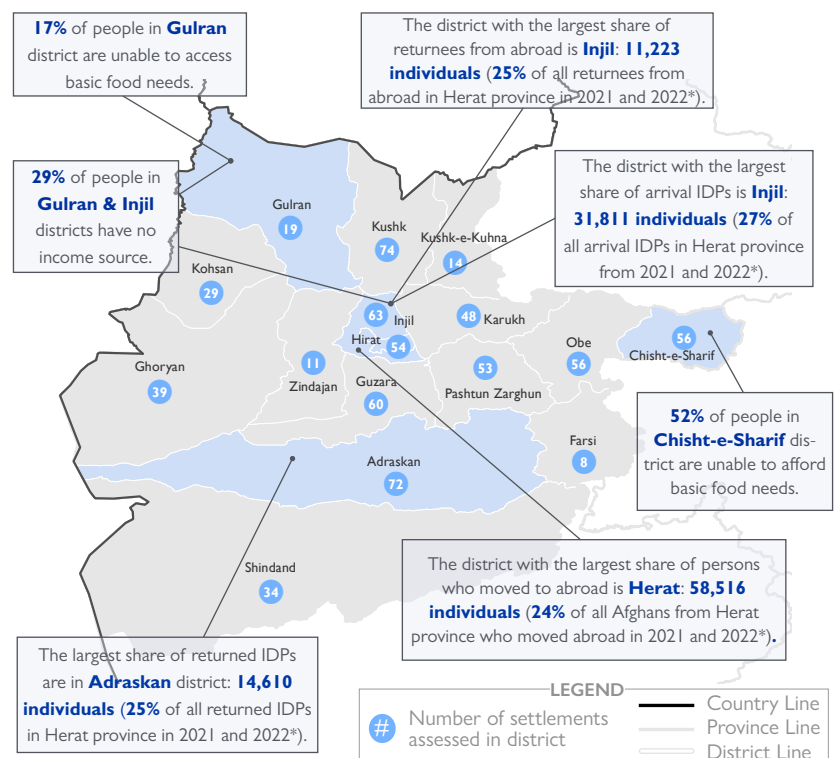 17% of people in Gulran
district are unable to access
basic food needs.
The district with the largest share of
returnees from abroad is Injil: 11,223
individuals (25% of all returnees from
abroad in Herat province in 2021 and 2022*).
29% of people in
Gulran & Injil
districts have no
income source.
The district with the largest
share of arrival IDPs is Injil:
31,811 individuals (27% of
all arrival IDPs in Herat province
from 2021 and 2022*).
Gulran
19
Kushk
74
Kushk-e-Kuhna
14
Kohsan
29
63
Injil
48 Karukh
Hirat
54
Obe
56
56
Chisht-e-Sharif
Ghoryan
39
11
Zindajan
Guzara
60
53
Pashtun Zarghun
Farsi
8
Adraskan
72
52% of people in
Chisht-e-Sharif dis-
trict are unable to afford
basic food needs.
Shindand
34
The district with the largest share of persons
who moved to abroad is Herat: 58,516
individuals (24% of all Afghans from Herat
province who moved abroad in 2021 and 2022*).
The largest share of returned IDPs
are in Adraskan district: 14,610
individuals (25% of all returned IDPs
in Herat province in 2021 and 2022*).
LEGEND
# Number of settlements
assessed in district
Country Line
Province Line
District Line